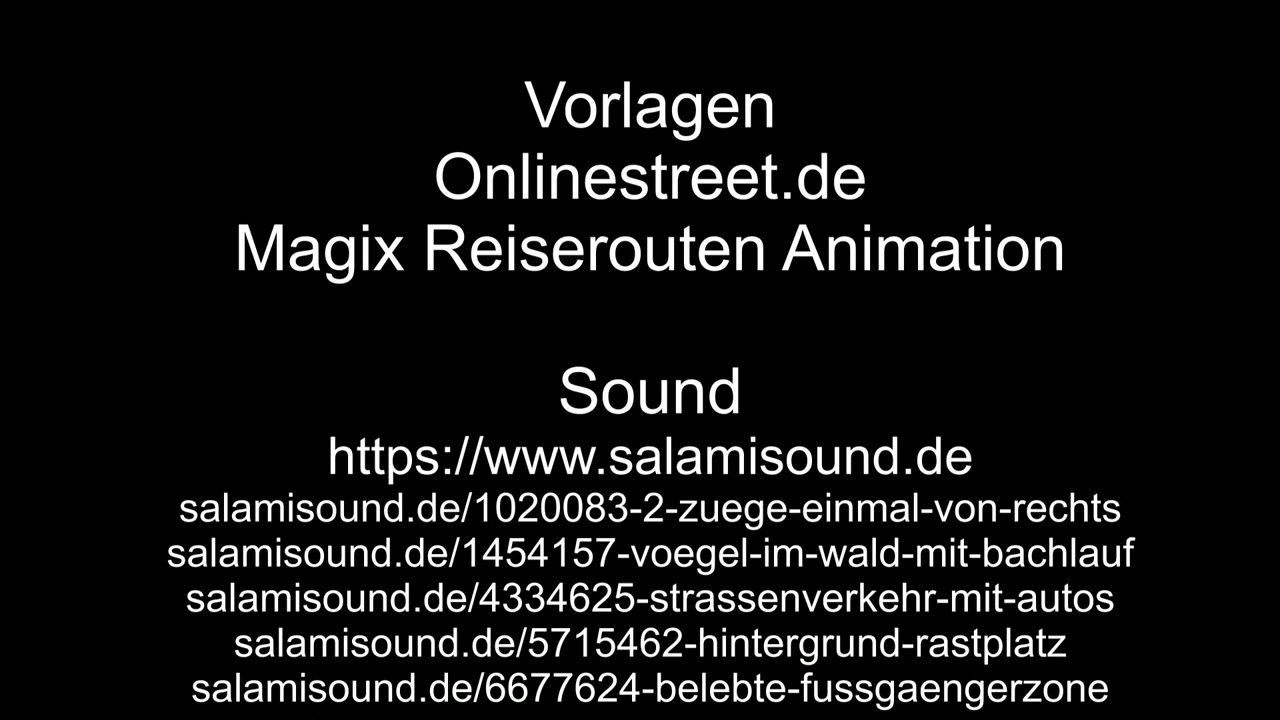 Vorlagen
Onlinestreet.de
Magix Reiserouten Animation
Sound
https://www.salamisound.de
salamisound.de/1020083-2-zuege-einmal-von-rechts
salamisound.de/1454157-voegel-im-wald-mit-bachlauf
salamisound.de/4334625-strassenverkehr-mit-autos
salamisound.de/5715462-hintergrund-rastplatz
salamisound.de/6677624-belebte-fussgaengerzone